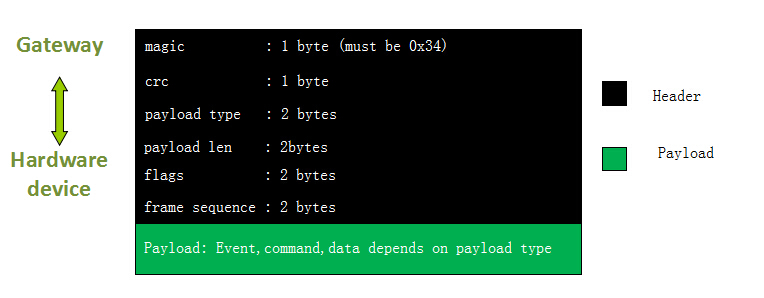 Gateway
Hardware
device
magic : 1 byte (must be 0x34)
crc : 1 byte
payload type : 2 bytes
payload len : 2bytes
flags : 2 bytes
frame sequence : 2 bytes
Payload: Event,command,data depends on payload type
Header
Payload